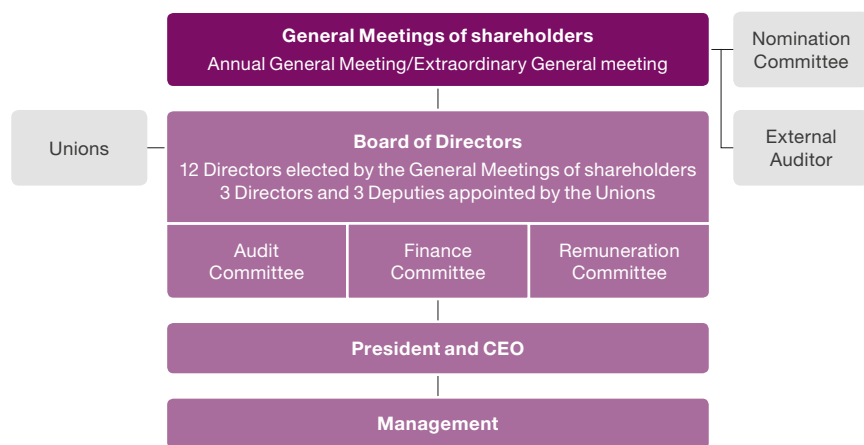 General Meetings of shareholders
Annual General Meeting/Extraordinary General meeting
Nomination
Committee
Unions
Board of Directors
12 Directors elected by the General Meetings of shareholders
3 Directors and 3 Deputies appointed by the Unions
External
Auditor
Audit
Committee
Finance
Committee
Remuneration
Committee
President and CEO
Management